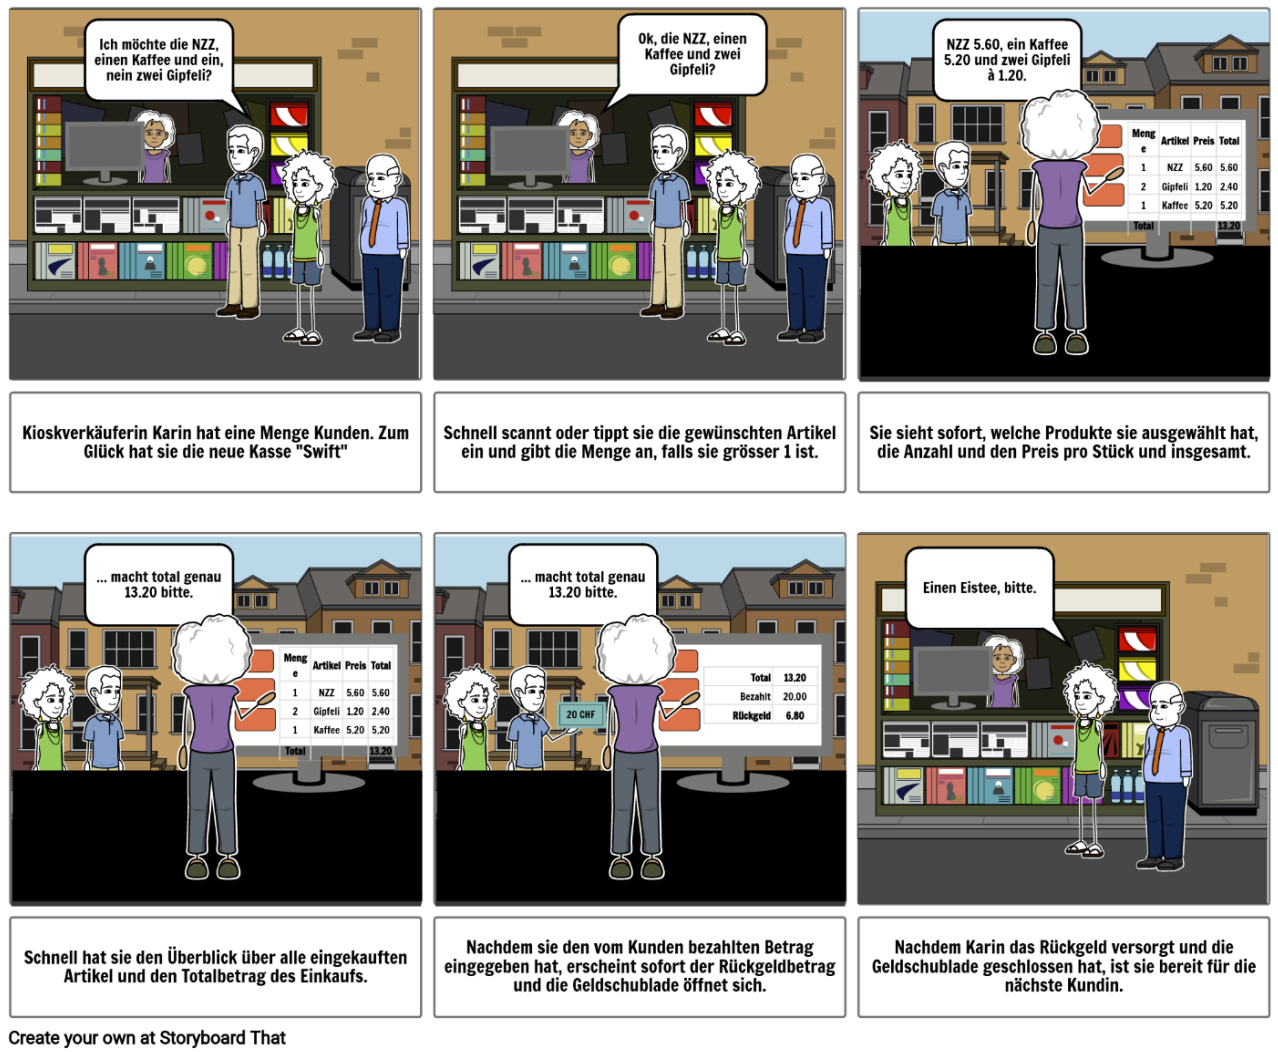 Ich möchte die NZZ,
einen Kaffee und ein,
nein zwei Gipfeli?
Ok, die NZZ, einen
Kaffee und zwei
Gipfeli?
NZZ 5.60, ein Kaffee
5.20 und zwei Gipfeli
à 1.20.
Meng
e Artikel Preis Total
1 NZZ 5.60 5.60
2 Gipfeli 1.20 2.40
1 Kaffee 5.20 5.20
Total 13.20
Kioskverkäuferin Karin hat eine Menge Kunden. Zum
Glück hat sie die neue Kasse "Swift"
Schnell scannt oder tippt sie die gewünschten Artikel
ein und gibt die Menge an, falls sie grösser 1 ist.
Sie sieht sofort, welche Produkte sie ausgewählt hat,
die Anzahl und den Preis pro Stück und insgesamt.
... macht total genau
13.20 bitte.
Meng
e Artikel Preis Total
1 NZZ 5.60 5.60
2 Gipfeli 1.20 2.40
1 Kaffee 5.20 5.20
Total 13.20
... macht total genau
13.20 bitte.
20 CHF
Total 13.20
Bezahlt 20.00
Rückgeld 6.80
Einen Eistee, bitte.
Schnell hat sie den Überblick über alle eingekauften
Artikel und den Totalbetrag des Einkaufs.
Nachdem sie den vom Kunden bezahlten Betrag
eingegeben hat, erscheint sofort der Rückgeldbetrag
und die Geldschublade öffnet sich.
Nachdem Karin das Rückgeld versorgt und die
Geldschublade geschlossen hat, ist sie bereit für die
nächste Kundin.
Create your own at Storyboard That